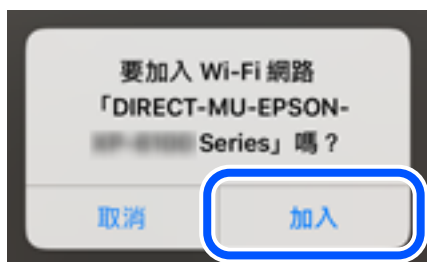 要加入 Wi-Fi 網路
「DIRECT-MU-EPSON-
Series」嗎？
取消
加入